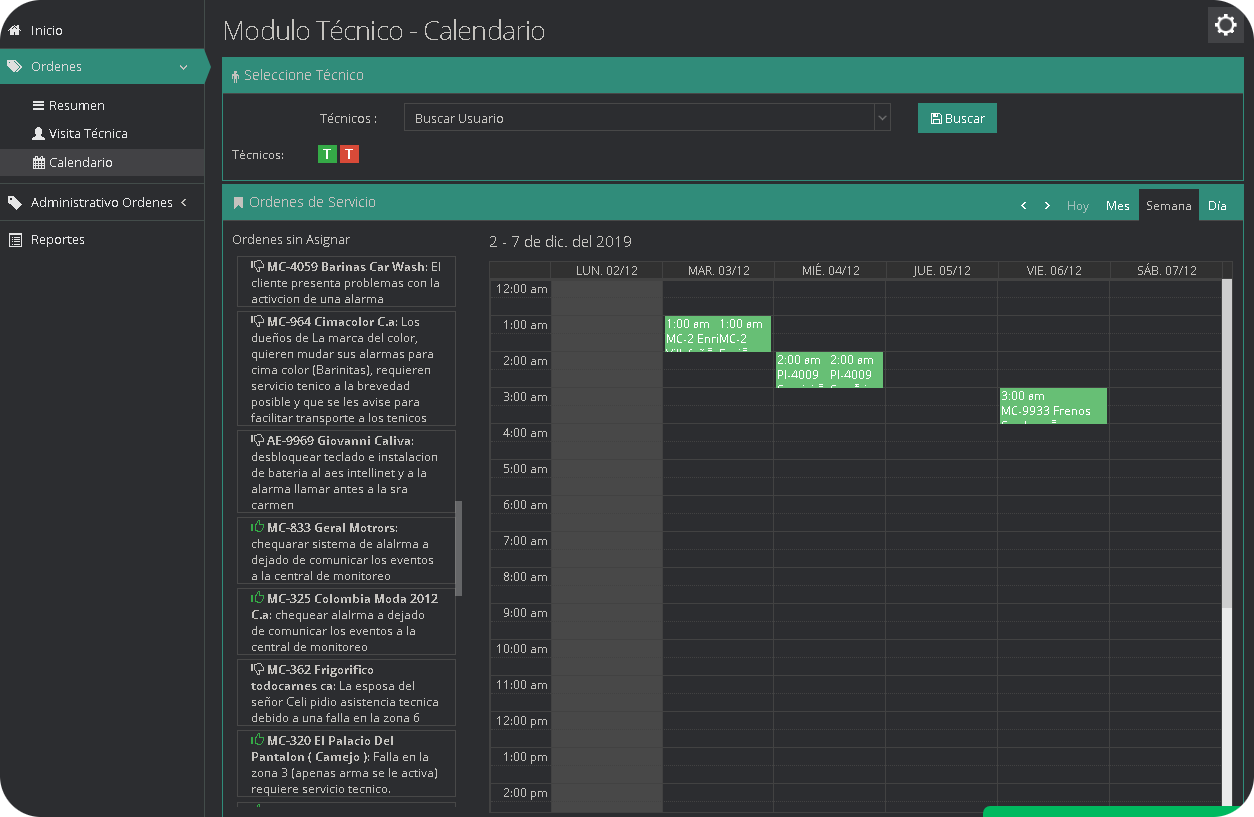 Inicio
Ordenes
Resumen
Visita Técnica
Calendario
Administrativo Ordenes
Reportes
Modulo Técnico - Calendario
Seleccione Técnico
Técnicos :
Buscar Usuario
Buscar
Técnicos:
T T
Ordenes de Servicio
Hoy Mes Semana Día
Ordenes sin Asignar
MC-4059 Barinas Car Wash: El
cliente presenta problemas con la
activcion de una alarma
MC-964 Cimacolor C.a: Los
dueños de La marca del color,
quieren mudar sus alarmas para
cima color (Barinitas), requieren
servicio tenico a la brevedad
posible y que se les avise para
facilitar transporte a los tenicos
AE-9969 Giovanni Caliva:
desbloquear teclado e instalacion
de bateria al aes intellinet y a la
alarma llamar antes a la sra
carmen
MC-833 Geral Motrors:
chequarar sistema de alalrma a
dejado de comunicar los eventos
a la central de monitoreo
MC-325 Colombia Moda 2012
C.a: chequear alalrma a dejado
de comunicar los eventos a la
central de monitoreo
MC-362 Frigorifico
todocarnes ca: La esposa del
señor Celi pidio asistencia tecnica
debido a una falla en la zona 6
MC-320 El Palacio Del
Pantalon ( Camejo ): Falla en la
zona 3 (apenas arma se le activa)
requiere servicio tecnico.
2 - 7 de dic. del 2019
LUN. 02/12 MAR. 03/12 MIÉ. 04/12 JUE. 05/12 VIE. 06/12 SÁB. 07/12
12:00 am
1:00 am
1:00 am 1:00 am
MC-2 Enri MC-2
2:00 am
2:00 am 2:00 am
PI-4009 PI-4009
3:00 am
3:00 am
MC-9933 Frenos
4:00 am
5:00 am
6:00 am
7:00 am
8:00 am
9:00 am
10:00 am
11:00 am
12:00 pm
1:00 pm
2:00 pm